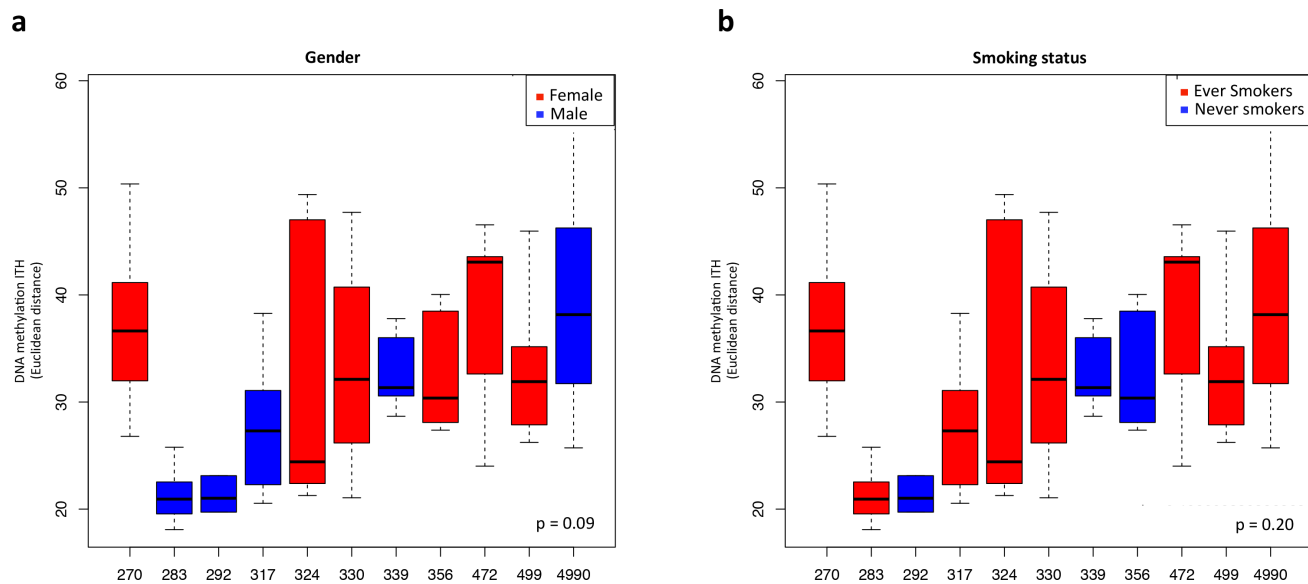 a
Gender
DNA methylation ITH
(Euclidean distance)
60
50
40
30
20
Female
Male
p = 0.09
270 283 292 317 324 330 339 356 472 499 4990
b
Smoking status
DNA methylation ITH
(Euclidean distance)
60
50
40
30
20
Ever Smokers
Never smokers
p = 0.20
270 283 292 317 324 330 339 356 472 499 4990